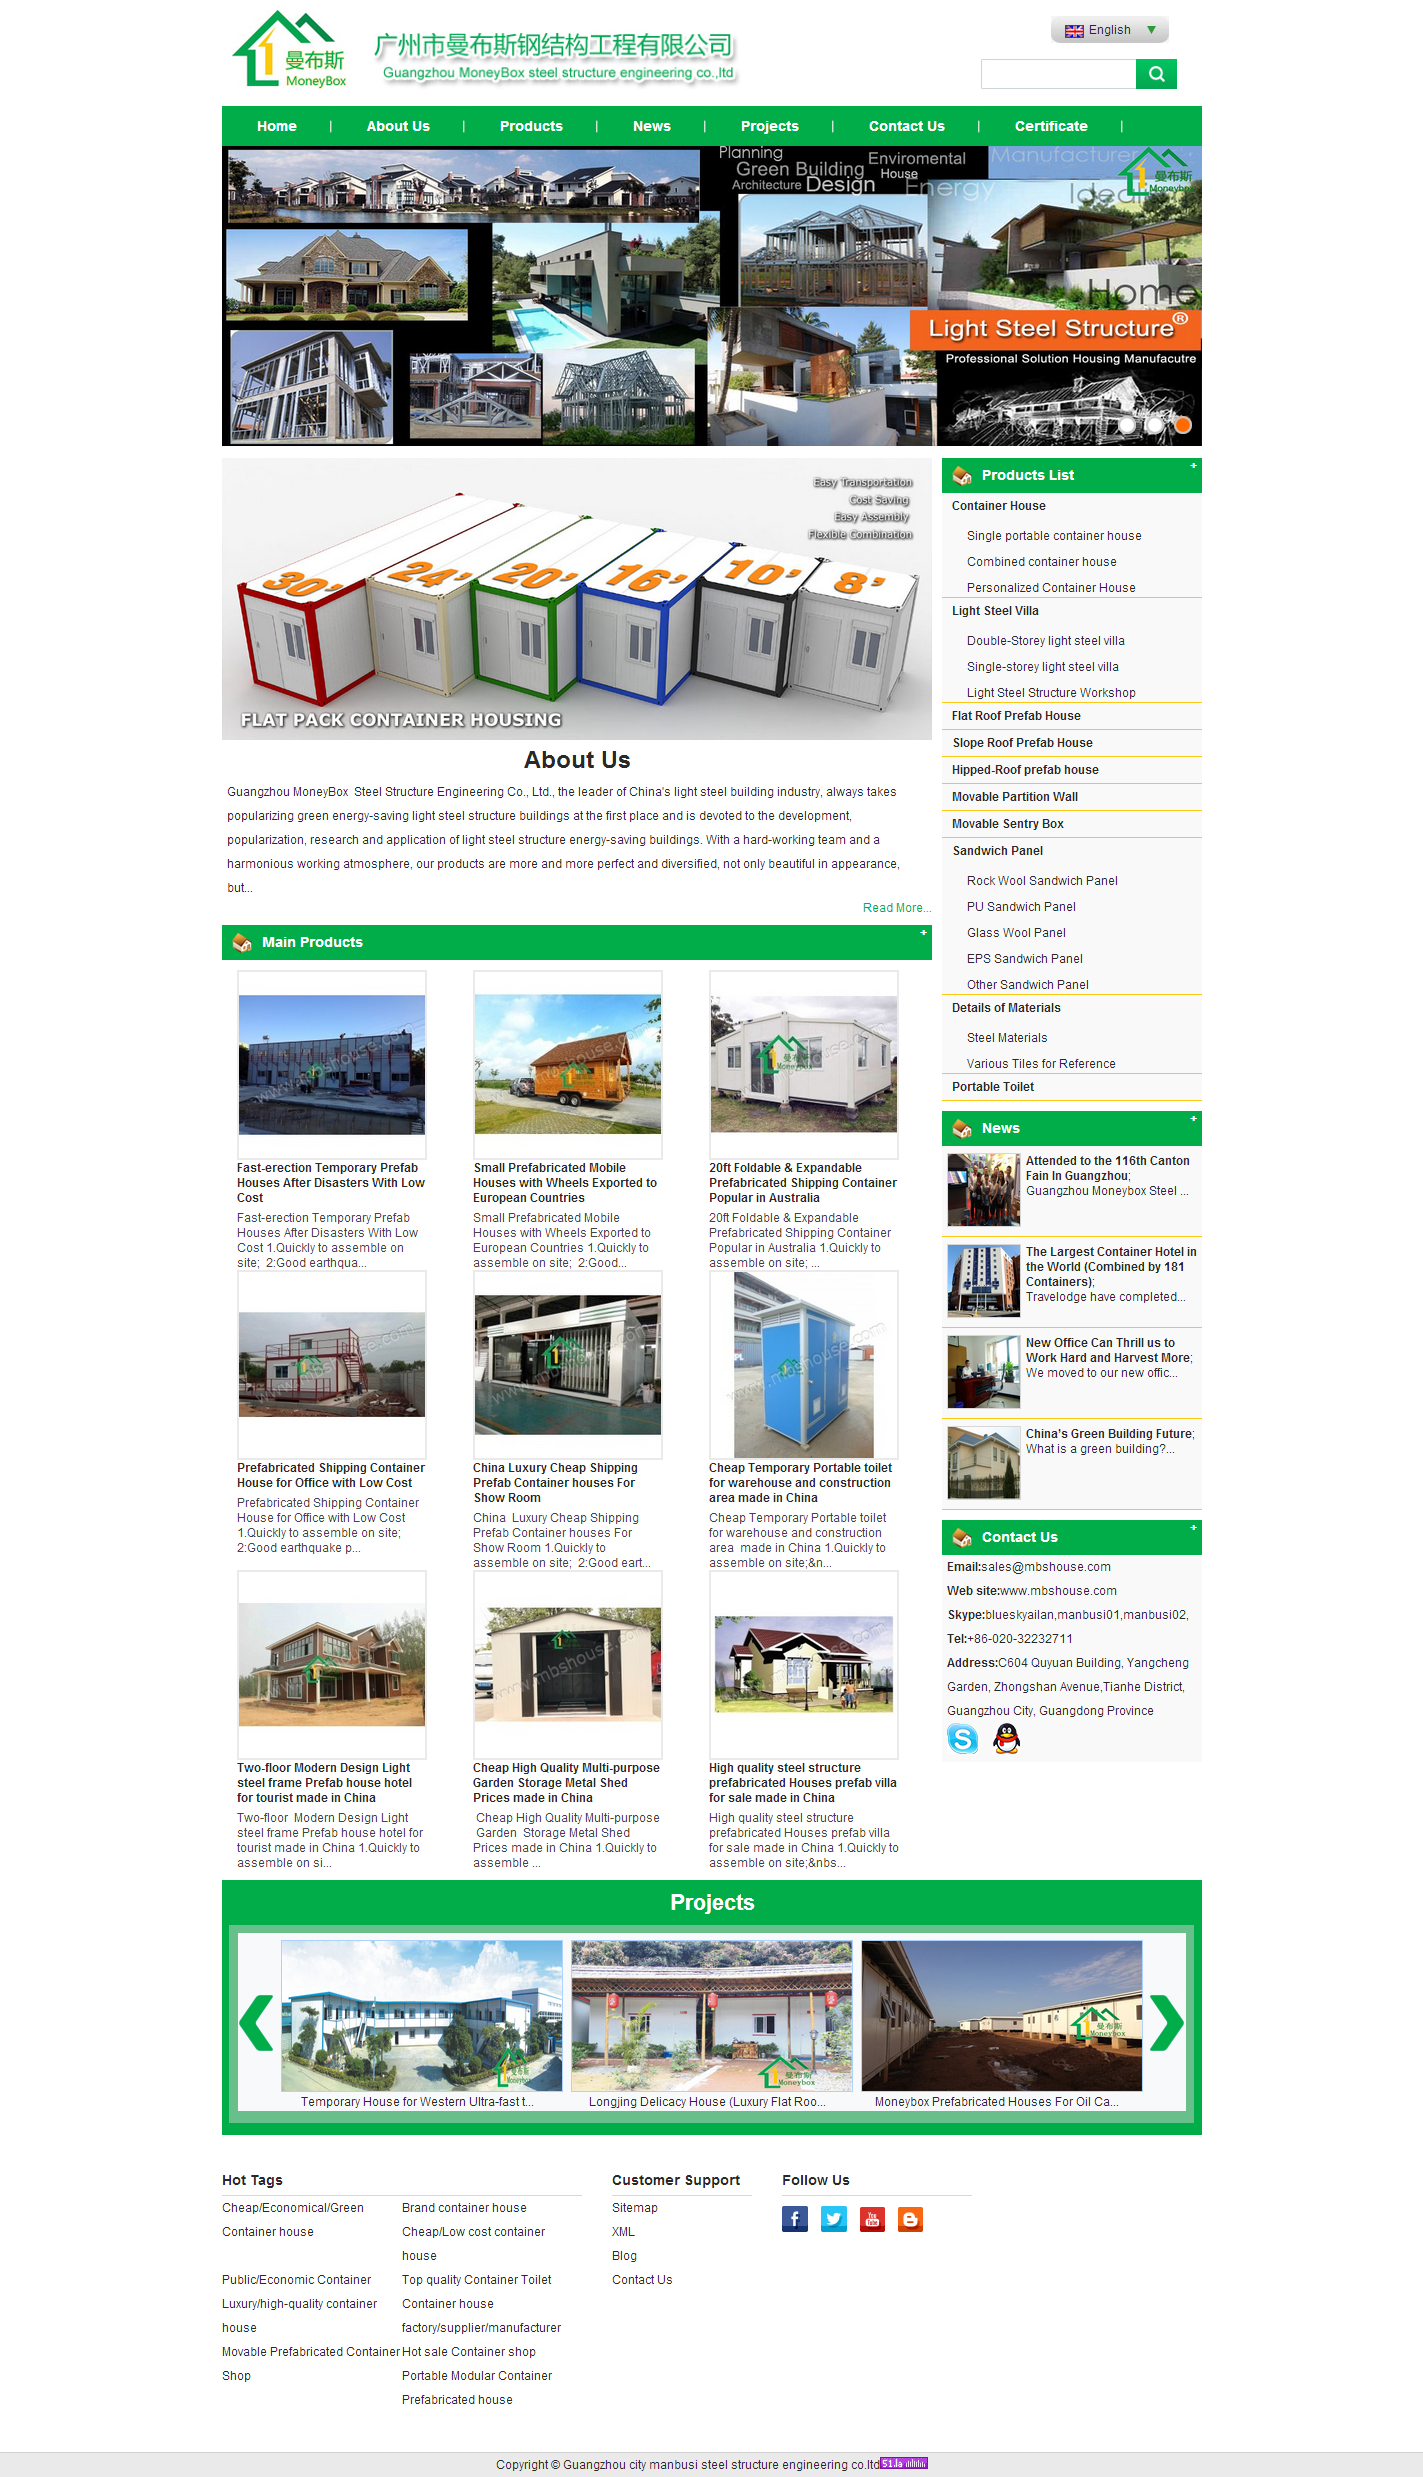 曼布斯
MoneyBox
广州市曼布斯钢结构工程有限公司
Guangzhou MoneyBox steel structure engineering co.,ltd
English
Home | About Us | Products | News | Projects | Contact Us | Certificate |
Planning
Green Building
Enviromental
House
Architecture
Design
Manufacturer
Energy
Idea
曼布斯
Moneybox
Home
Light Steel Structure®
Professional Solution Housing Manufacutre
Easy Transportation
Cost Saving
Easy Assembly
Flexible Combination
30' 24' 20' 16' 10' 8'
FLAT PACK CONTAINER HOUSING
About Us
Guangzhou MoneyBox  Steel Structure Engineering Co., Ltd., the leader of China's light steel building industry, always takes
popularizing green energy-saving light steel structure buildings at the first place and is devoted to the development,
popularization, research and application of light steel structure energy-saving buildings. With a hard-working team and a
harmonious working atmosphere, our products are more and more perfect and diversified, not only beautiful in appearance,
but...
Read More...
Main Products
Fast-erection Temporary Prefab
Houses After Disasters With Low
Cost
Fast-erection Temporary Prefab
Houses After Disasters With Low
Cost 1.Quickly to assemble on
site;  2:Good earthqua...
Small Prefabricated Mobile
Houses with Wheels Exported to
European Countries
Small Prefabricated Mobile
Houses with Wheels Exported to
European Countries 1.Quickly to
assemble on site;  2:Good...
20ft Foldable & Expandable
Prefabricated Shipping Container
Popular in Australia
20ft Foldable & Expandable
Prefabricated Shipping Container
Popular in Australia 1.Quickly to
assemble on site; ...
Prefabricated Shipping Container
House for Office with Low Cost
Prefabricated Shipping Container
House for Office with Low Cost
1.Quickly to assemble on site;
2:Good earthquake p...
China Luxury Cheap Shipping
Prefab Container houses For
Show Room
China  Luxury Cheap Shipping
Prefab Container houses For
Show Room 1.Quickly to
assemble on site;  2:Good eart...
Cheap Temporary Portable toilet
for warehouse and construction
area made in China
Cheap Temporary Portable toilet
for warehouse and construction
area  made in China 1.Quickly to
assemble on site;&n...
Two-floor Modern Design Light
steel frame Prefab house hotel
for tourist made in China
Two-floor  Modern Design Light
steel frame Prefab house hotel for
tourist made in China 1.Quickly to
assemble on si...
Cheap High Quality Multi-purpose
Garden Storage Metal Shed
Prices made in China
Cheap High Quality Multi-purpose
Garden  Storage Metal Shed
Prices made in China 1.Quickly to
assemble ...
High quality steel structure
prefabricated Houses prefab villa
for sale made in China
High quality steel structure
prefabricated Houses prefab villa
for sale made in China 1.Quickly to
assemble on site;&nbs...
Products List
Container House
Single portable container house
Combined container house
Personalized Container House
Light Steel Villa
Double-Storey light steel villa
Single-storey light steel villa
Light Steel Structure Workshop
Flat Roof Prefab House
Slope Roof Prefab House
Hipped-Roof prefab house
Movable Partition Wall
Movable Sentry Box
Sandwich Panel
Rock Wool Sandwich Panel
PU Sandwich Panel
Glass Wool Panel
EPS Sandwich Panel
Other Sandwich Panel
Details of Materials
Steel Materials
Various Tiles for Reference
Portable Toilet
News
Attended to the 116th Canton
Fain In Guangzhou;
Guangzhou Moneybox Steel ...
The Largest Container Hotel in
the World (Combined by 181
Containers);
Travelodge have completed...
New Office Can Thrill us to
Work Hard and Harvest More;
We moved to our new offic...
China's Green Building Future;
What is a green building?...
Contact Us
Email:sales@mbshouse.com
Web site:www.mbshouse.com
Skype:blueskyailan,manbusi01,manbusi02,
Tel:+86-020-32232711
Address:C604 Quyuan Building, Yangcheng
Garden, Zhongshan Avenue,Tianhe District,
Guangzhou City, Guangdong Province
Projects
Temporary House for Western Ultra-fast t...
Longjing Delicacy House (Luxury Flat Roo...
Moneybox Prefabricated Houses For Oil Ca...
Hot Tags
Cheap/Economical/Green
Container house
Public/Economic Container
Luxury/high-quality container
house
Movable Prefabricated Container
Shop
Brand container house
Cheap/Low cost container
house
Top quality Container Toilet
Container house
factory/supplier/manufacturer
Hot sale Container shop
Portable Modular Container
Prefabricated house
Customer Support
Sitemap
XML
Blog
Contact Us
Follow Us
Copyright © Guangzhou city manbusi steel structure engineering co.ltd
51.la